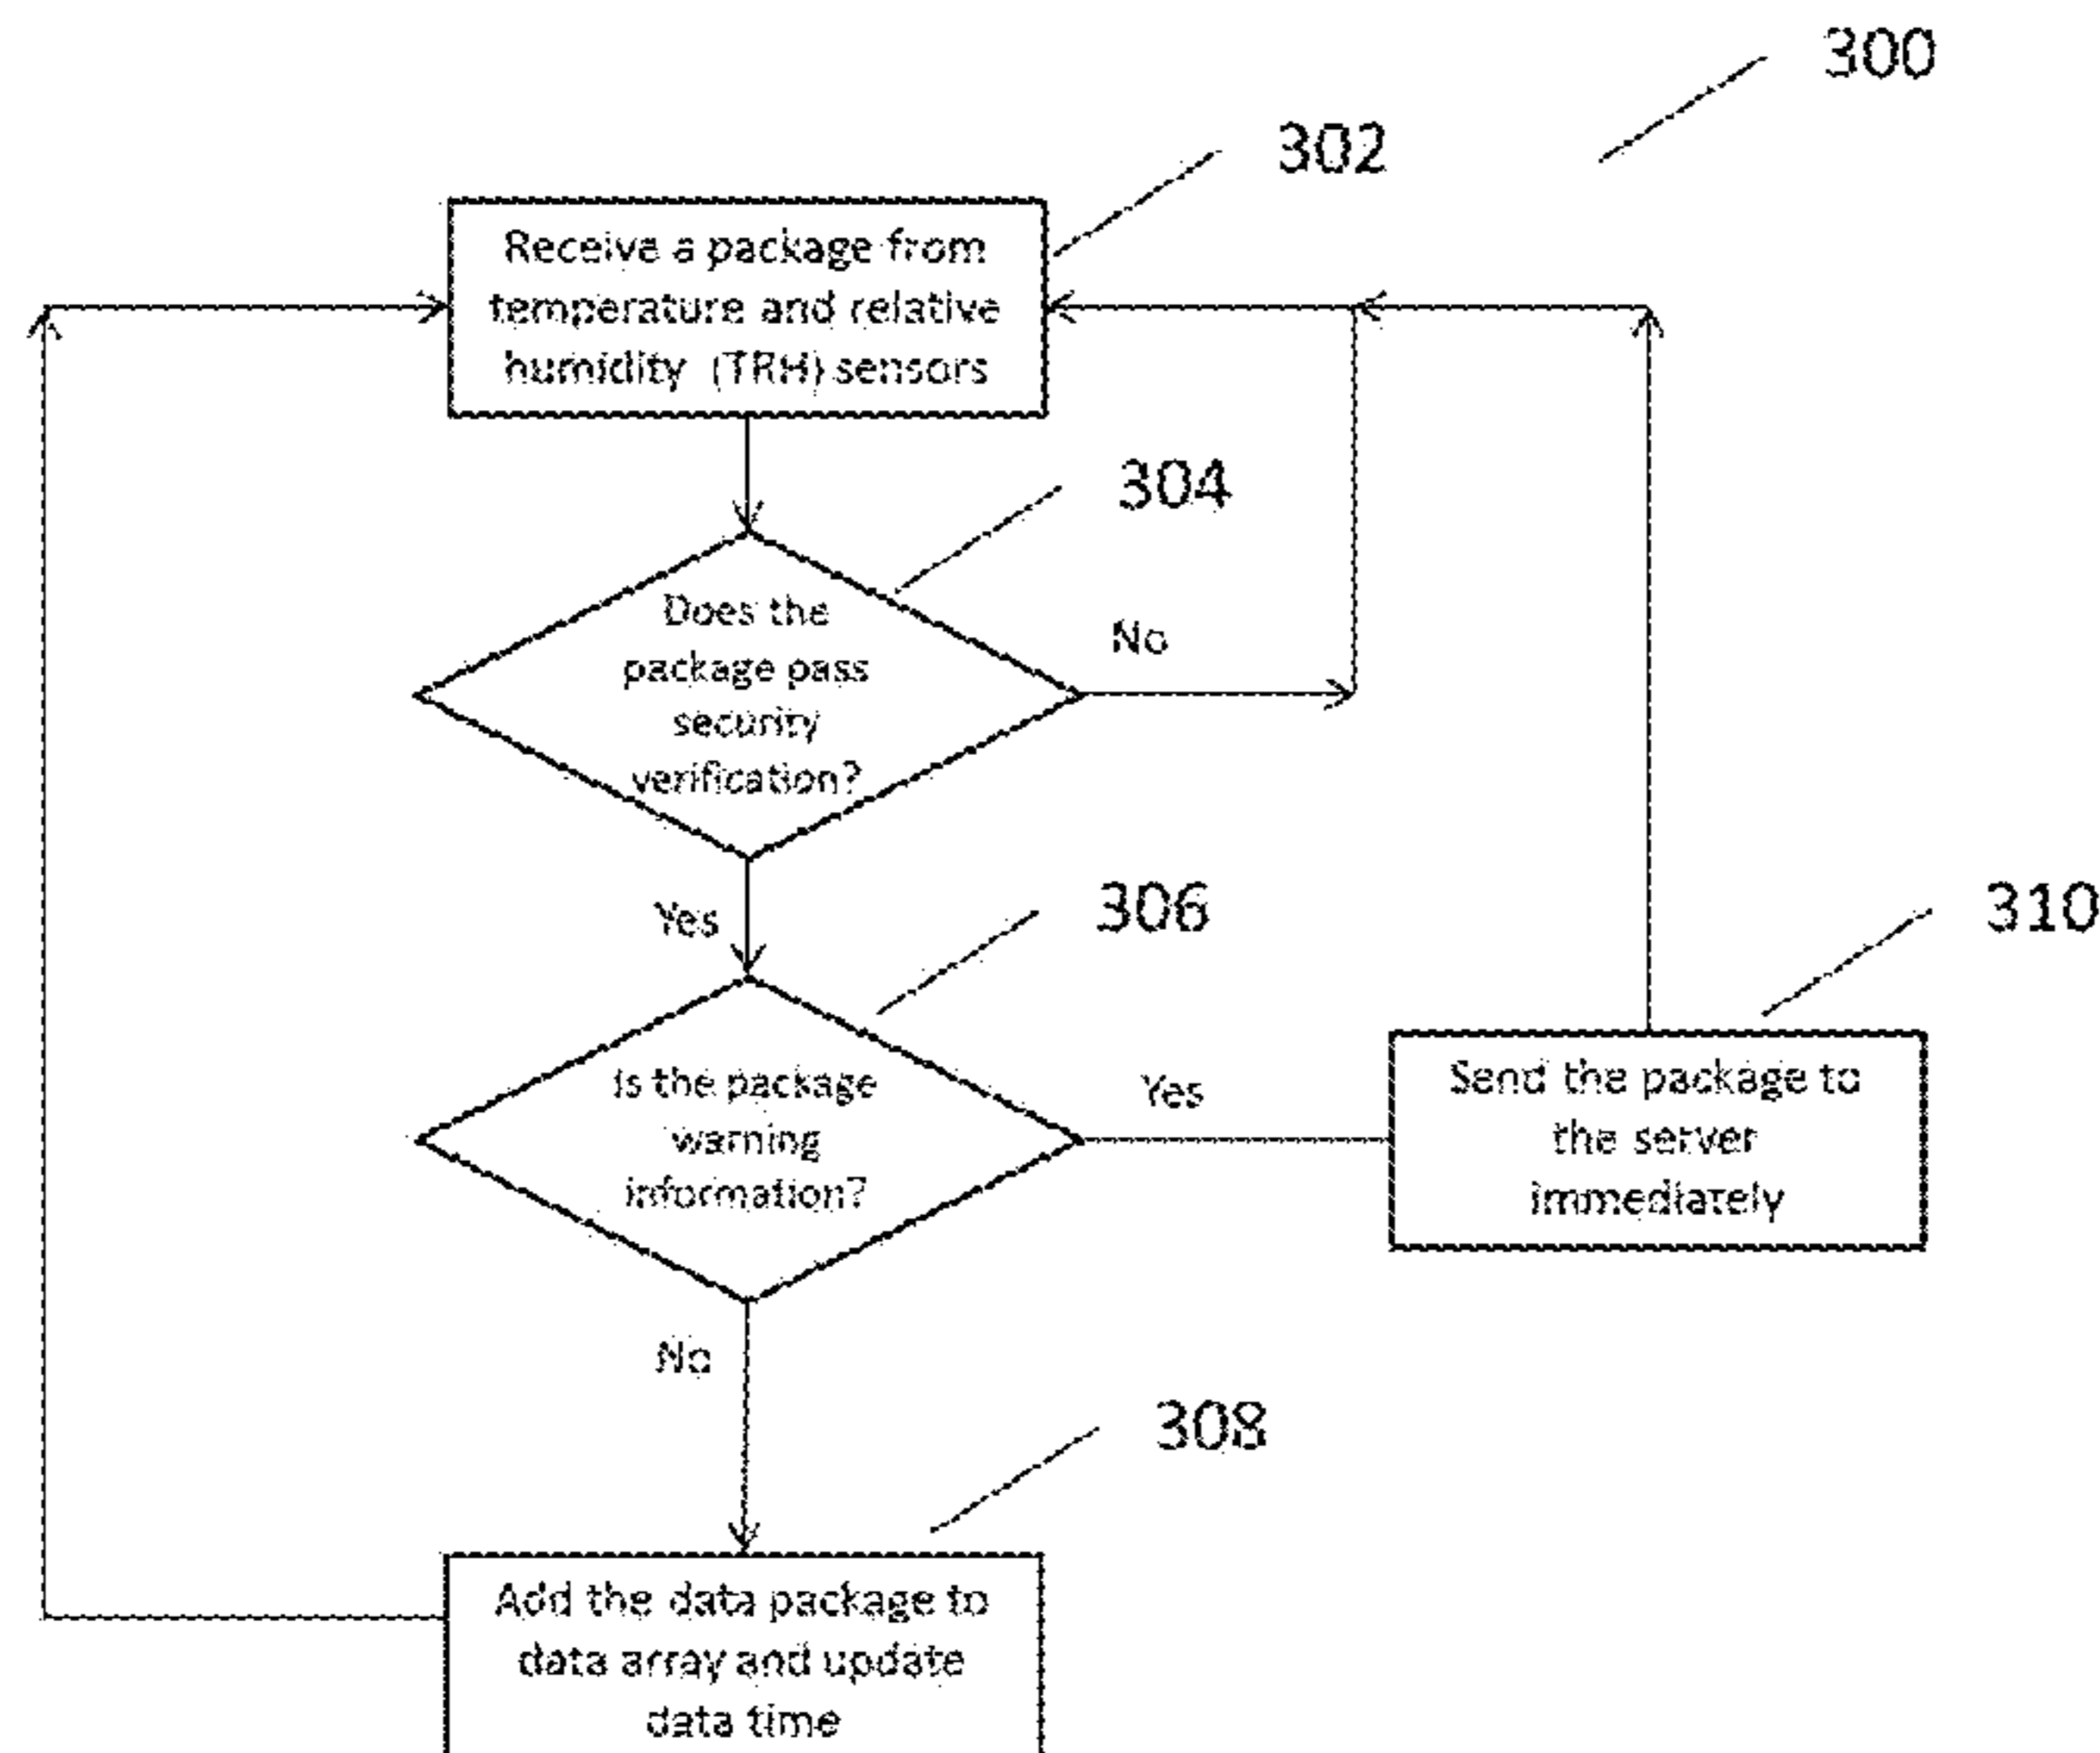 300
302
Receive a package from
temperature and relative
humidity (TRH) sensors
304
Does the
package pass
security
verification?
No
Yes
306
310
Is the package
warning
information?
Yes
Send the package to
the server
immediately
No
308
Add the data package to
data array and update
data time